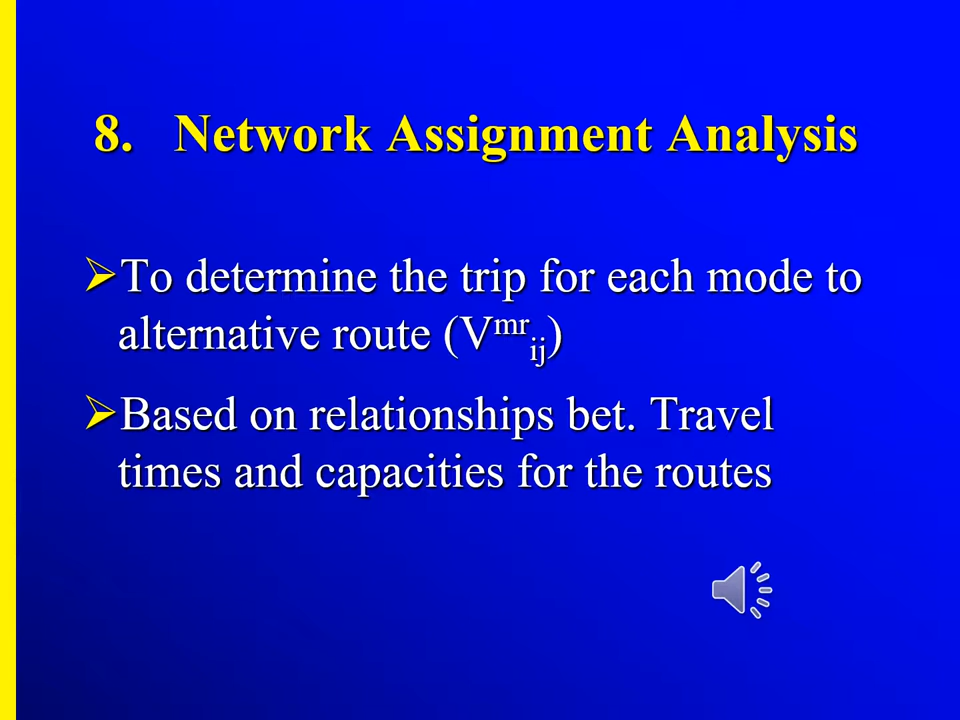 8. Network Assignment Analysis
➢To determine the trip for each mode to
alternative route (V^mr_ij)
➢Based on relationships bet. Travel
times and capacities for the routes